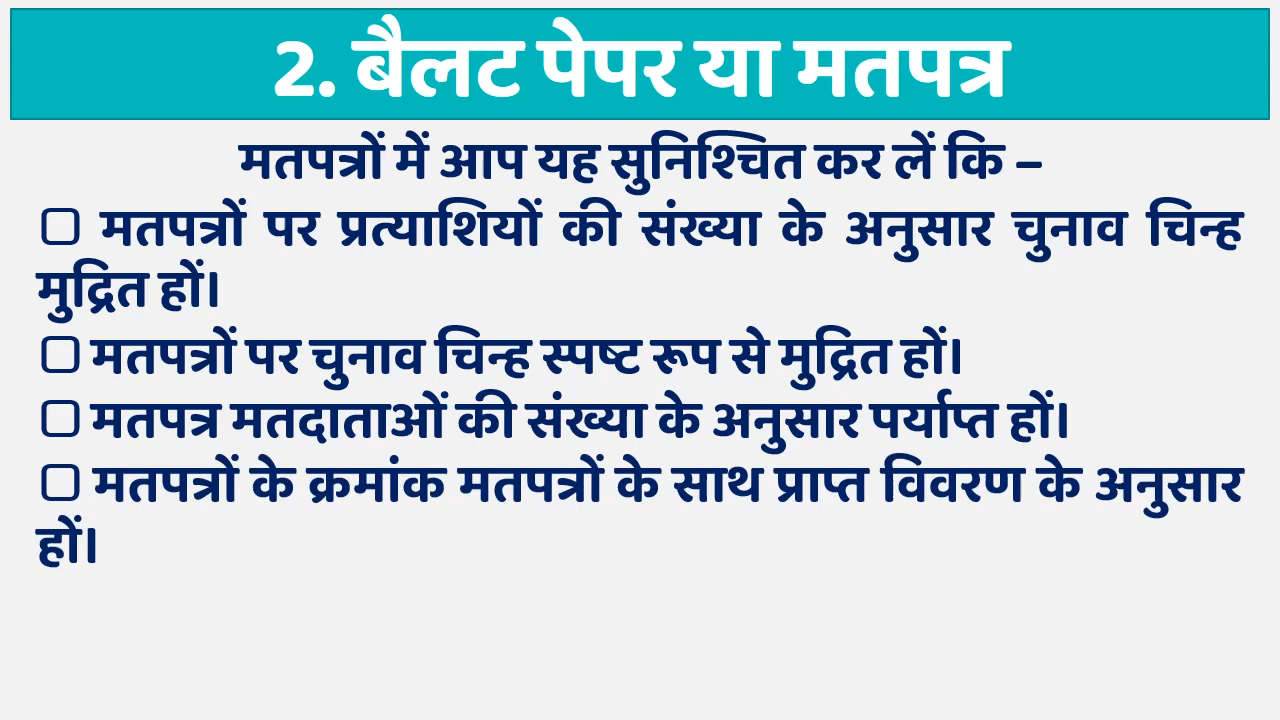 2. बैलट पेपर या मतपत्र
मतपत्रों में आप यह सुनिश्चित कर लें कि –
▢ मतपत्रों पर प्रत्याशियों की संख्या के अनुसार चुनाव चिन्ह
मुद्रित हों।
▢ मतपत्रों पर चुनाव चिन्ह स्पष्ट रूप से मुद्रित हों।
▢ मतपत्र मतदाताओं की संख्या के अनुसार पर्याप्त हों।
▢ मतपत्रों के क्रमांक मतपत्रों के साथ प्राप्त विवरण के अनुसार
हों।